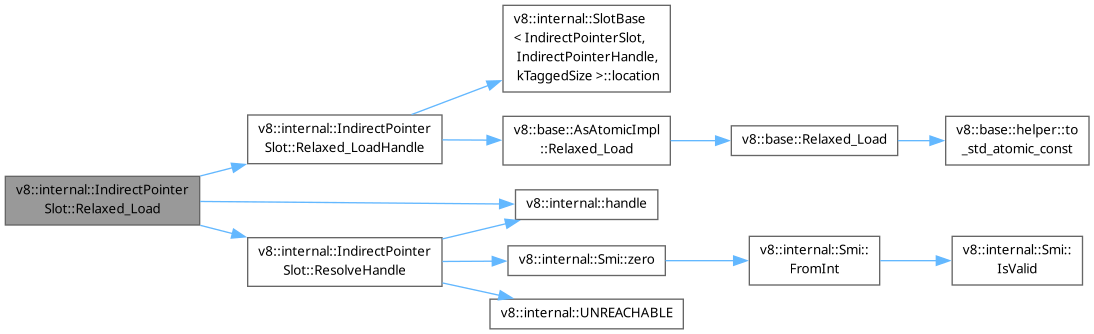 v8::internal::IndirectPointer
Slot::Relaxed_Load
v8::internal::IndirectPointer
Slot::Relaxed_LoadHandle
v8::internal::SlotBase
< IndirectPointerSlot,
IndirectPointerHandle,
kTaggedSize >::location
v8::base::AsAtomicImpl
::Relaxed_Load
v8::base::Relaxed_Load
v8::base::helper::to
_std_atomic_const
v8::internal::handle
v8::internal::IndirectPointer
Slot::ResolveHandle
v8::internal::Smi::zero
v8::internal::Smi::
FromInt
v8::internal::Smi::
IsValid
v8::internal::UNREACHABLE